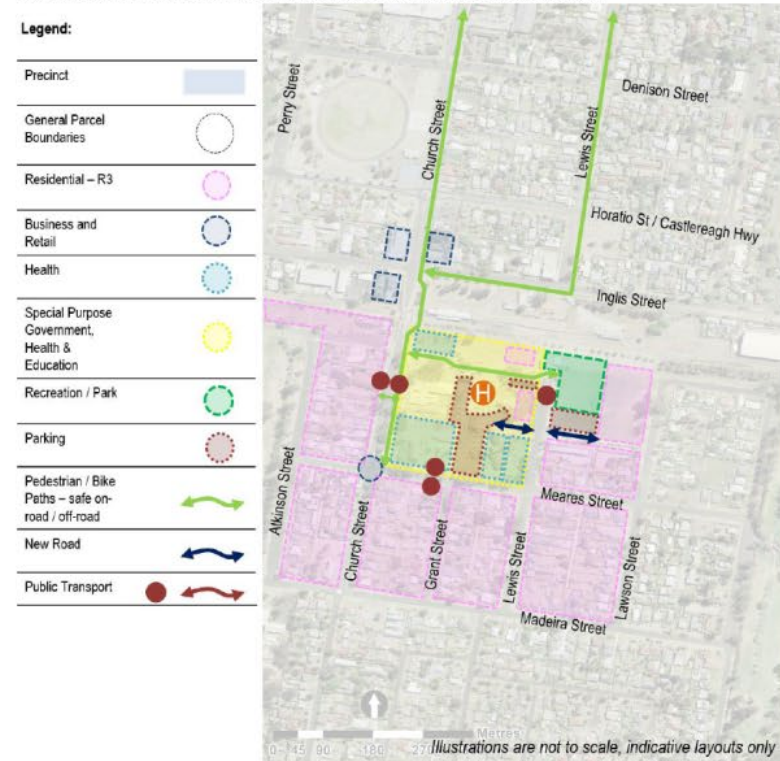 Legend:
Precinct
General Parcel
Boundaries
Residential – R3
Business and
Retail
Health
Special Purpose
Government,
Health &
Education
Recreation / Park
Parking
Pedestrian / Bike
Paths – safe on-
road / off-road
New Road
Public Transport
Perry Street
Church Street
Denison Street
Lewis Street
Horatio St / Castlereagh Hwy
Inglis Street
H
Atkinson Street
Church Street
Grant Street
Lewis Street
Meares Street
Lawson Street
Madeira Street
Metres
0 45 90 180 270
Illustrations are not to scale, indicative layouts only